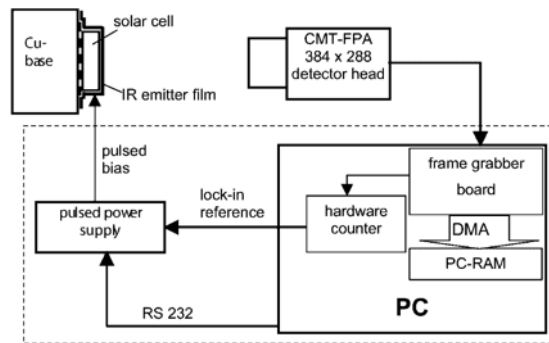 solar cell
Cu-
base
IR emitter film
CMT-FPA
384 x 288
detector head
pulsed
bias
lock-in
reference
frame grabber
board
hardware
counter
DMA
PC-RAM
pulsed power
supply
PC
RS 232